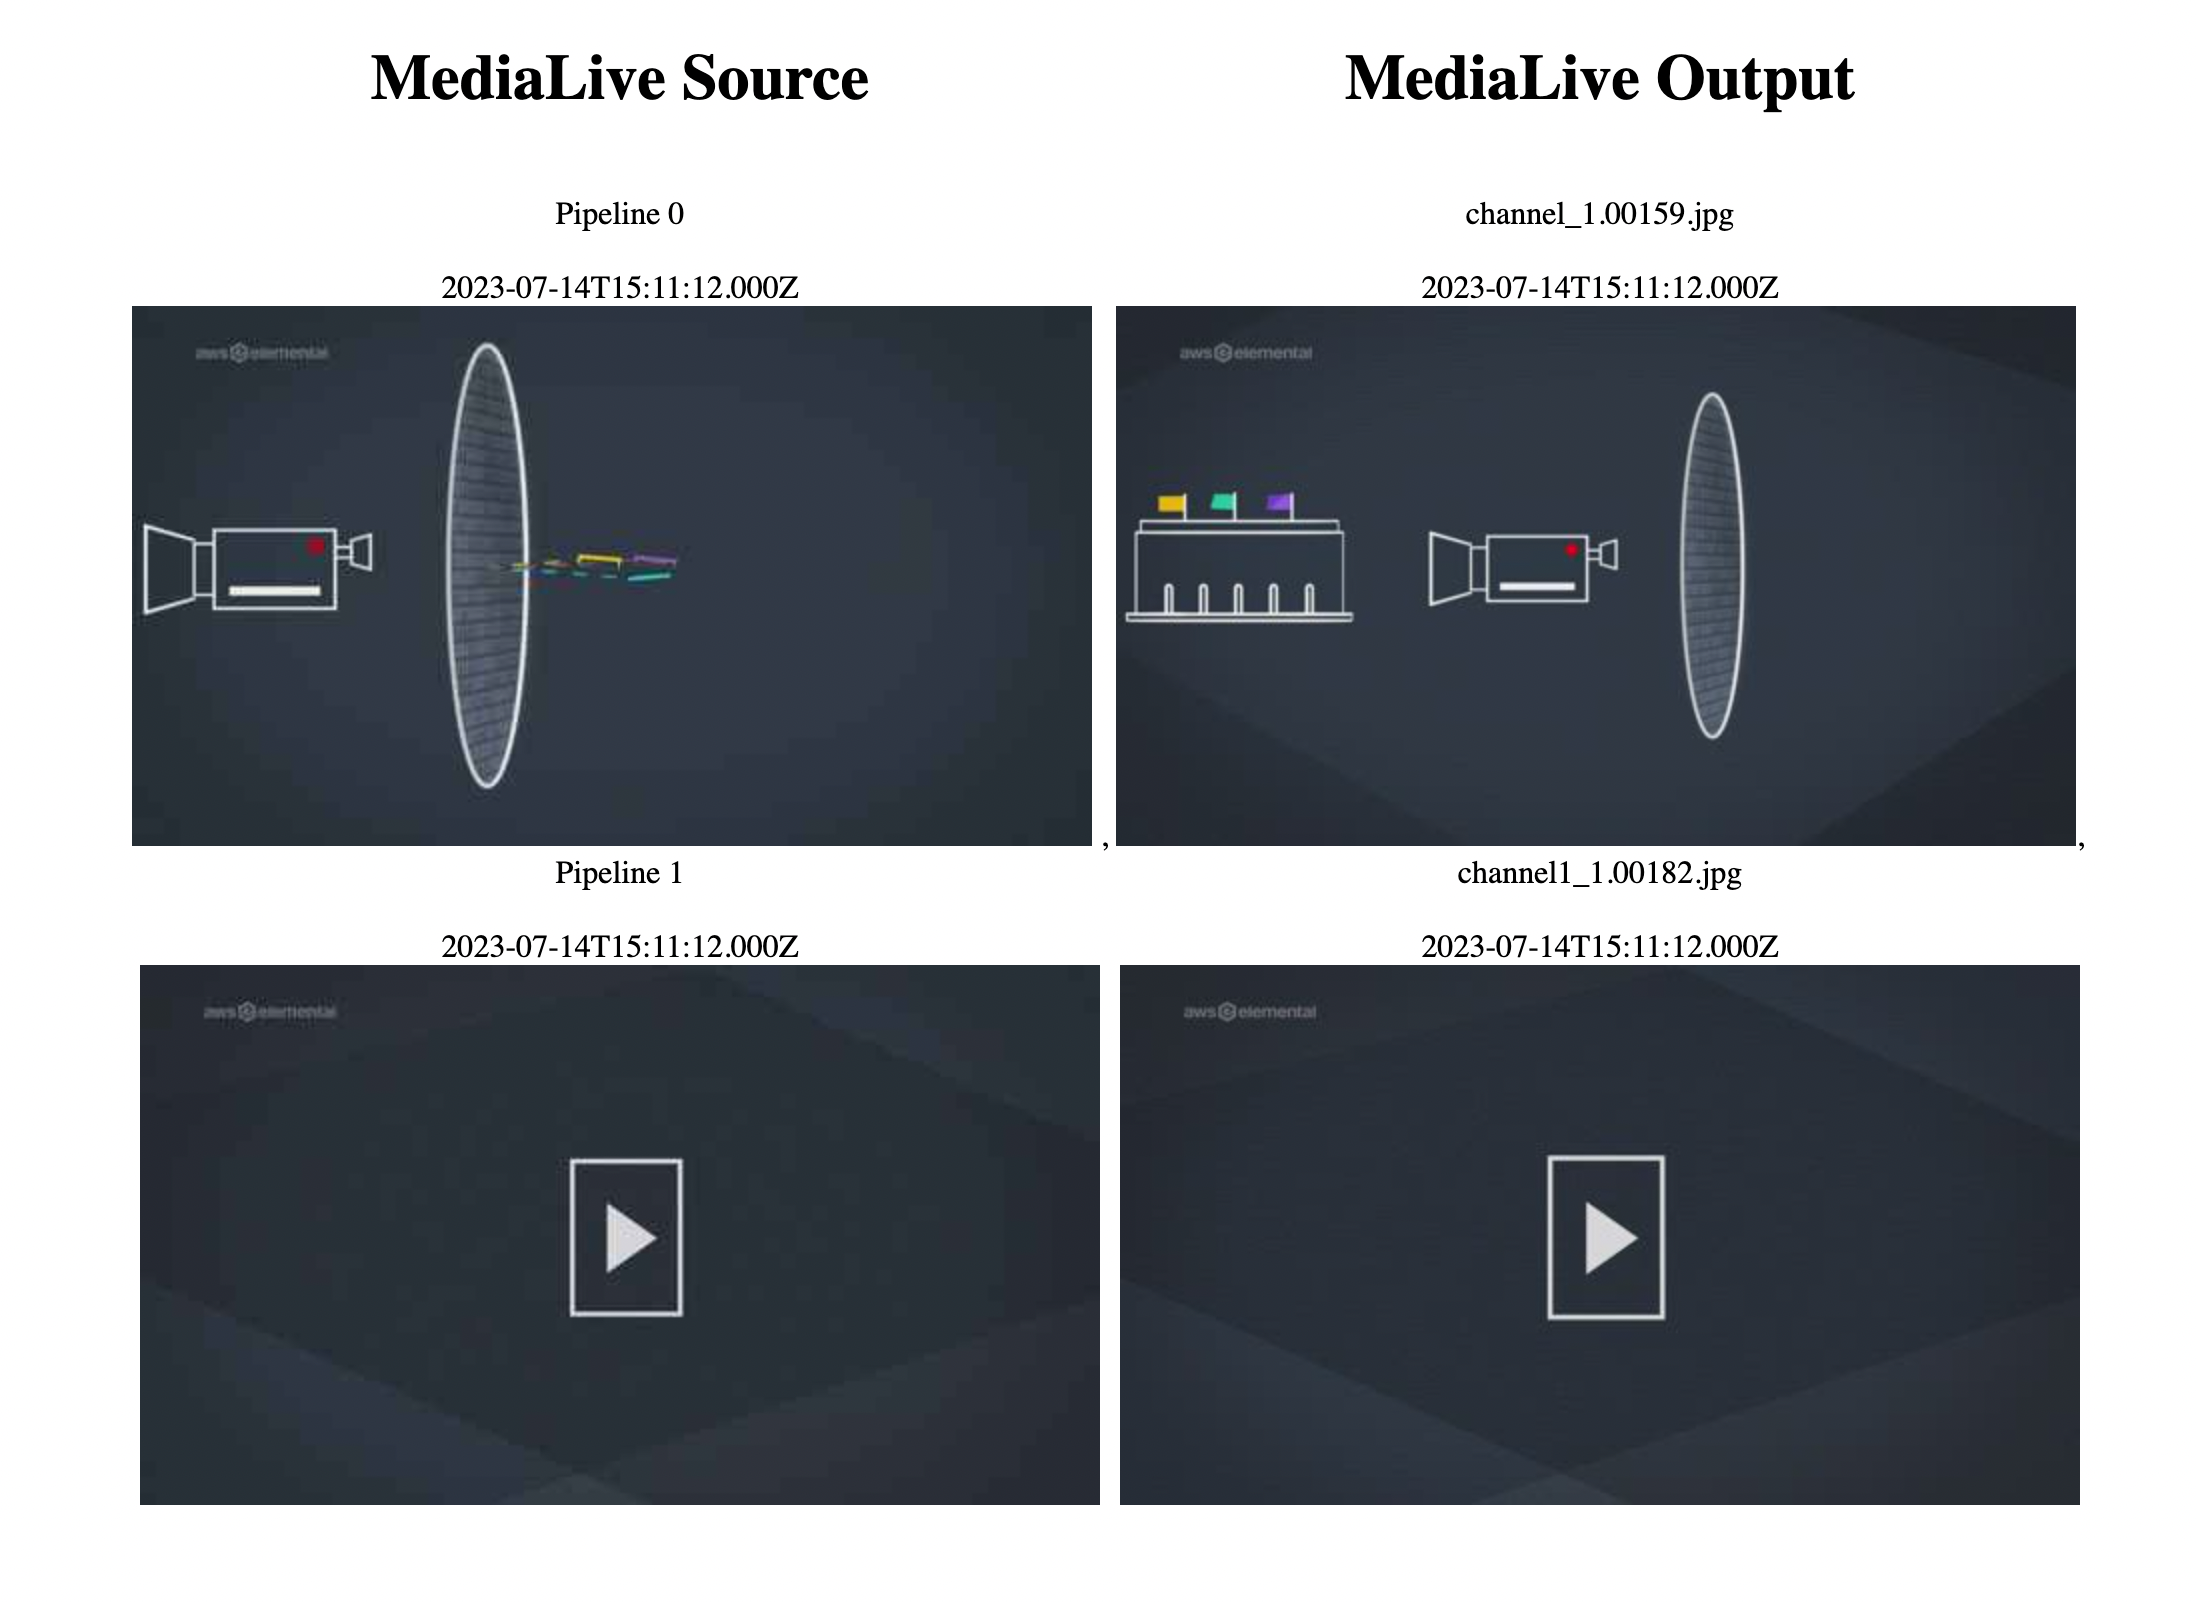 MediaLive Source
MediaLive Output
Pipeline 0
channel_1.00159.jpg
2023-07-14T15:11:12.000Z
2023-07-14T15:11:12.000Z
aws elemental
aws elemental
,
,
Pipeline 1
channel1_1.00182.jpg
2023-07-14T15:11:12.000Z
2023-07-14T15:11:12.000Z
aws elemental
aws elemental